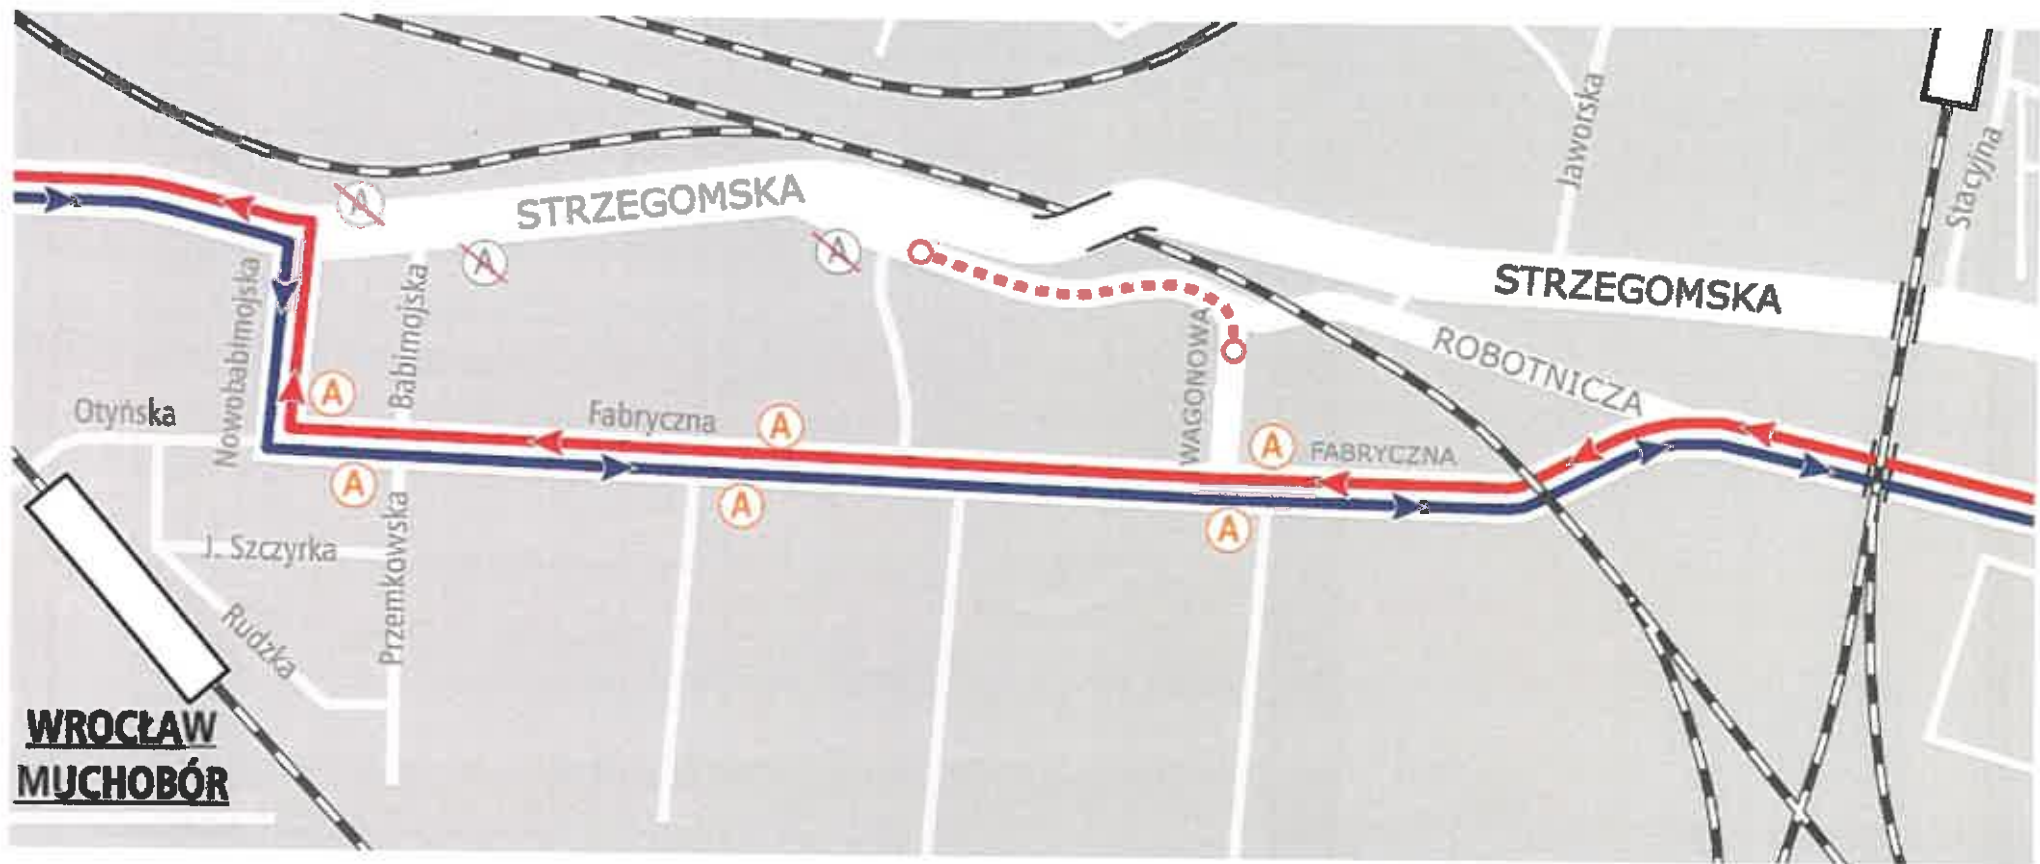 Jaworska
Stacyjna
A
STRZEGOMSKA
A
A
STRZEGOMSKA
Nowobabimojska
Babimojska
WAGONOWA
ROBOTNICZA
A
Otyńska
Fabryczna
A
A
FABRYCZNA
A
A
A
J. Szczyrka
Przemkowska
Rudzka
WROCŁAW
MUCHOBÓR